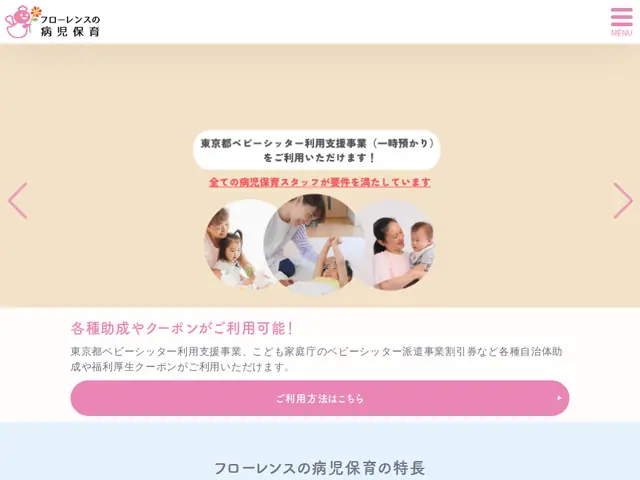 フローレンスの
病児保育
MENU
東京都ベビーシッター利用支援事業（一時預かり）
をご利用いただけます！
全ての病児保育スタッフが要件を満たしています
各種助成やクーポンがご利用可能！
東京都ベビーシッター利用支援事業、こども家庭庁のベビーシッター派遣事業割引券など各種自治体助
成や福利厚生クーポンがご利用いただけます。
ご利用方法はこちら
フローレンスの病児保育の特長